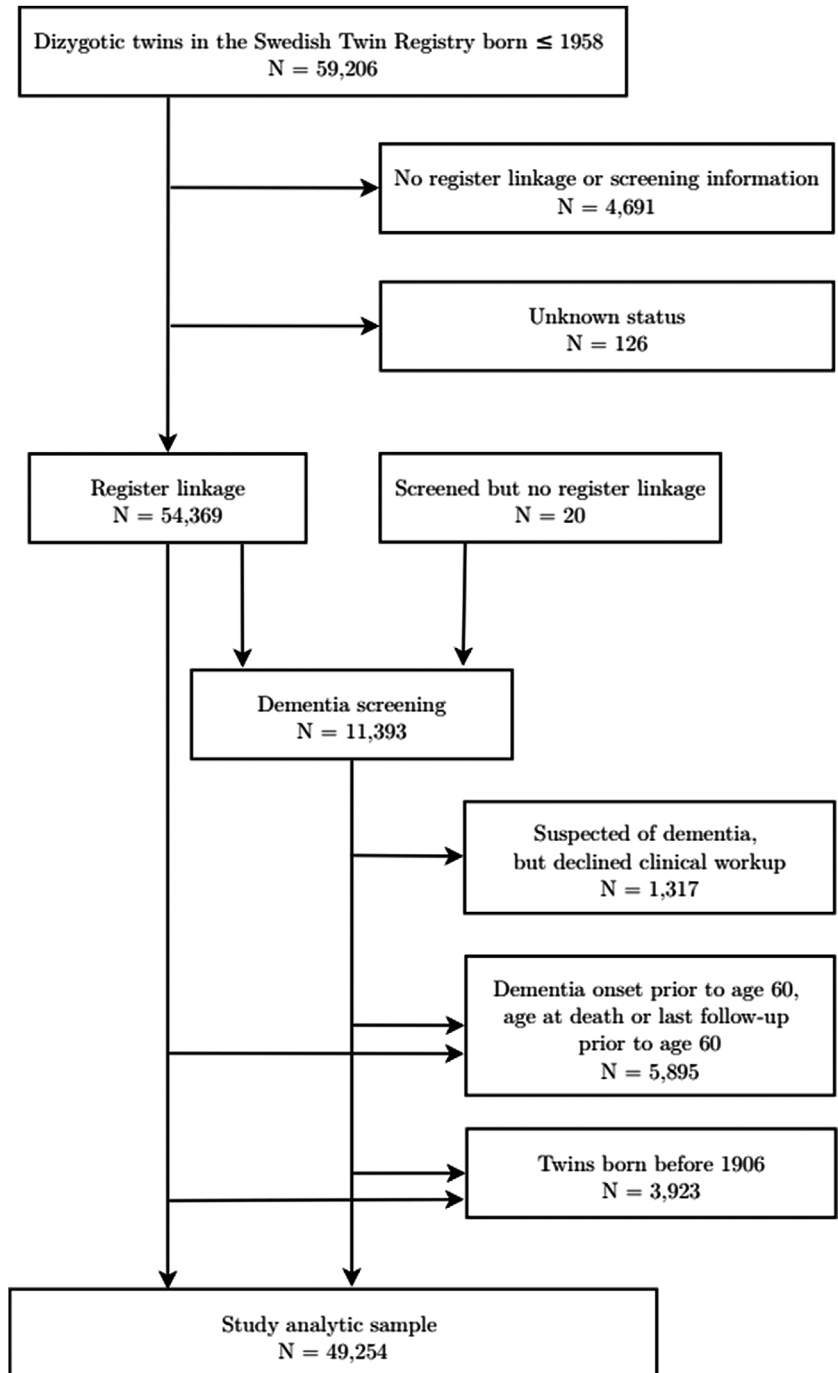 Dizygotic twins in the Swedish Twin Registry born ≤ 1958
N = 59,206
No register linkage or screening information
N = 4,691
Unknown status
N = 126
Register linkage
N = 54,369
Screened but no register linkage
N = 20
Dementia screening
N = 11,393
Suspected of dementia,
but declined clinical workup
N = 1,317
Dementia onset prior to age 60,
age at death or last follow-up
prior to age 60
N = 5,895
Twins born before 1906
N = 3,923
Study analytic sample
N = 49,254